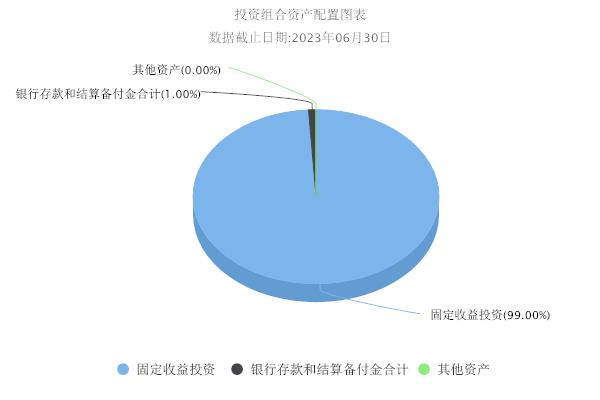 投资组合资产配置图表
数据截止日期:2023年06月30日
其他资产(0.00%)
银行存款和结算备付金合计(1.00%)
固定收益投资(99.00%)
固定收益投资 银行存款和结算备付金合计 其他资产